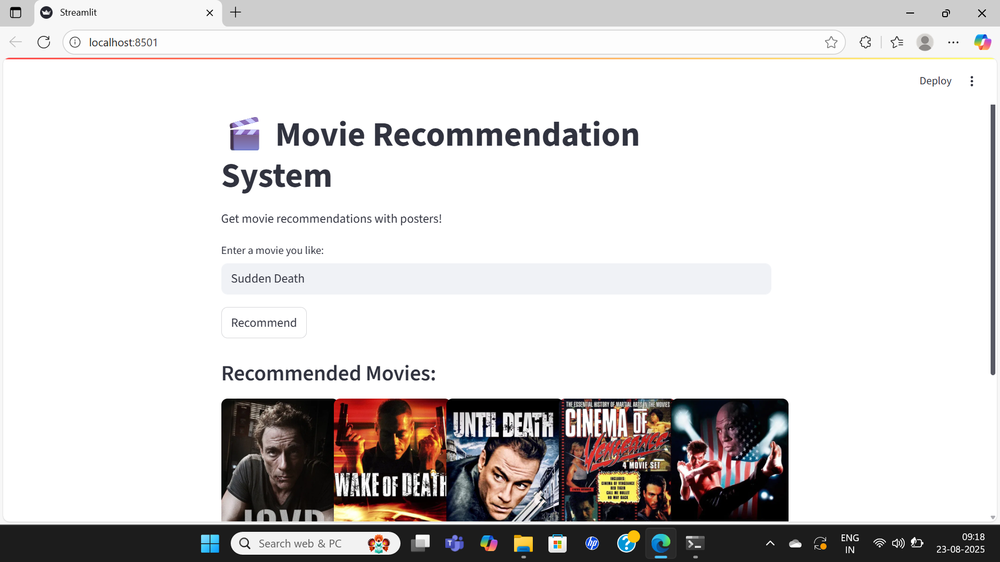 Streamlit
localhost:8501
Deploy
Movie Recommendation
System
Get movie recommendations with posters!
Enter a movie you like:
Sudden Death
Recommend
Recommended Movies:
JCVD
WAKE OF DEATH
UNTIL DEATH
THE ESSENTIAL HISTORY OF MARTIAL ARTS IN THE MOVIES
CINEMA OF
VENGEANCE
4 MOVIE SET
INCLUDES:
CINEMA OF VENGEANCE
RED TIGER
CALL ME BULLET
NO WAY BACK
Search web & PC
T
hp
?
ENG
IN
09:18
23-08-2025